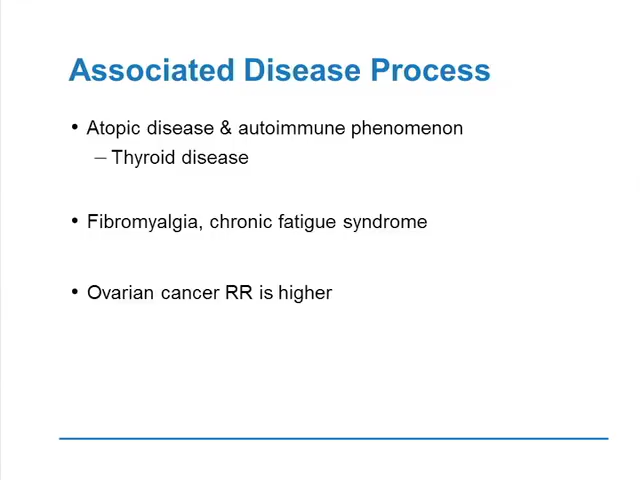 Associated Disease Process
• Atopic disease & autoimmune phenomenon
– Thyroid disease
• Fibromyalgia, chronic fatigue syndrome
• Ovarian cancer RR is higher